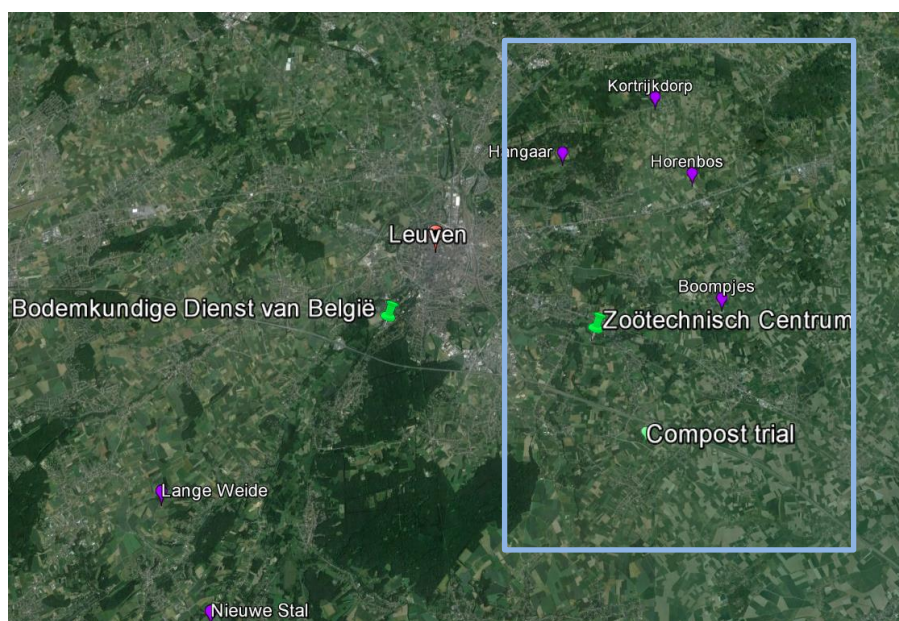 Kortrijkdorp
Hangaar
Horenbos
Leuven
Boompjes
Bodemkundige Dienst van België
Zoötechnisch Centrum
Compost trial
Lange Weide
Nieuwe Stal